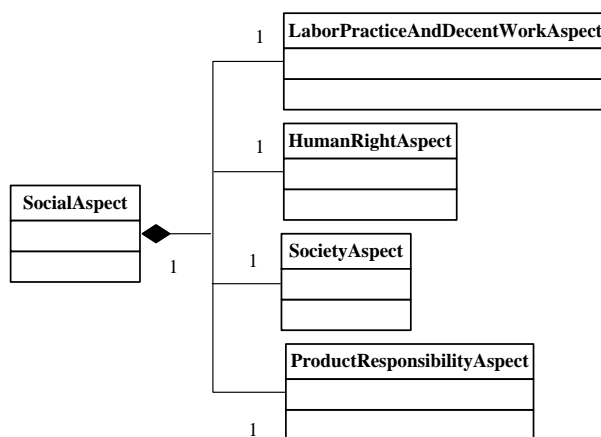 1
LaborPracticeAndDecentWorkAspect
1
HumanRightAspect
SocialAspect
1
1
SocietyAspect
ProductResponsibilityAspect
1